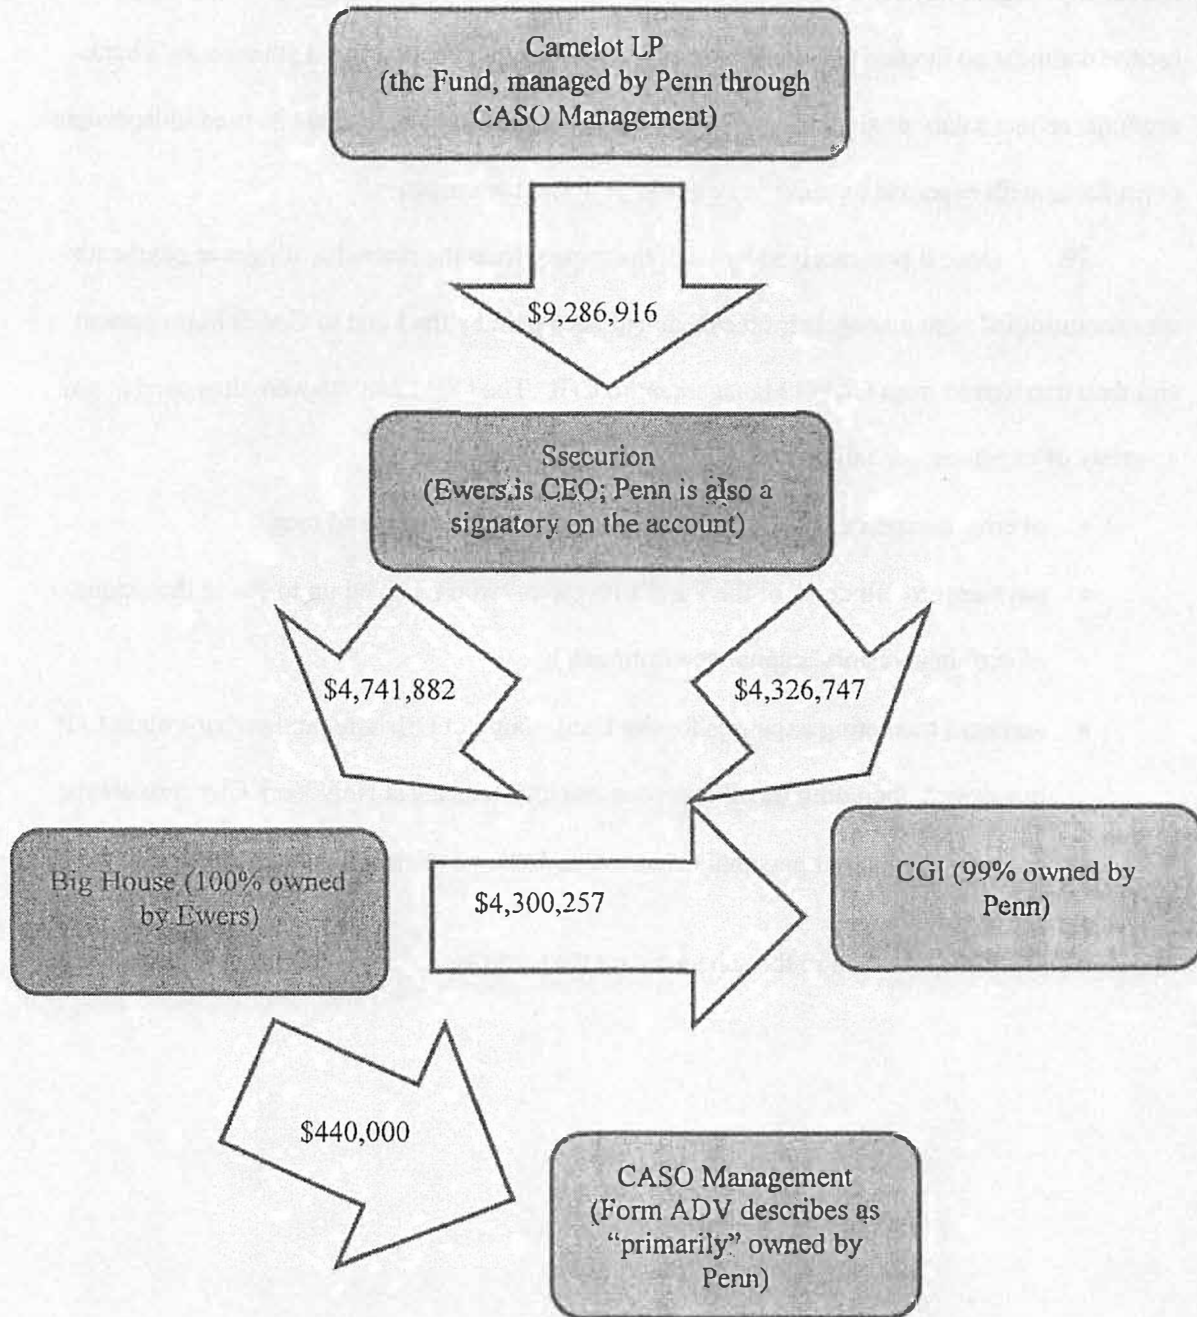 Camelot LP
(the Fund, managed by Penn through
CASO Management)
$9,286,916
Ssecurion
(Ewers is CEO; Penn is also a
signatory on the account)
$4,741,882
$4,326,747
Big House (100% owned
by Ewers)
$4,300,257
CGI (99% owned by
Penn)
$440,000
CASO Management
(Form ADV describes as
“primarily” owned by
Penn)